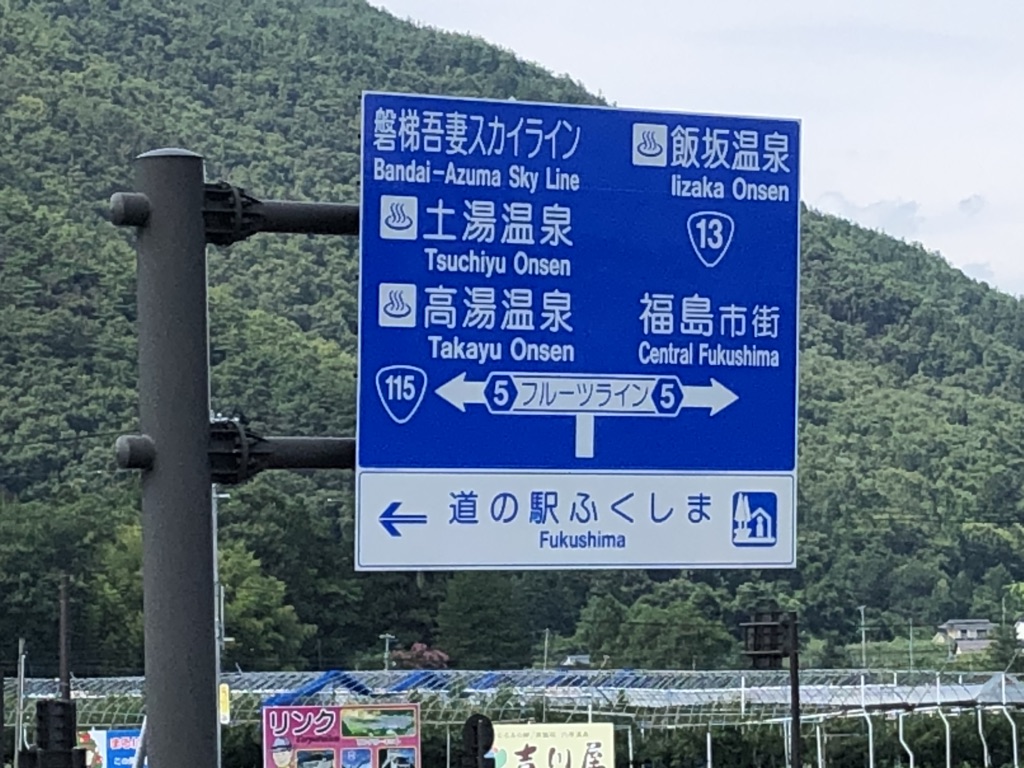 磐梯吾妻スカイライン
Bandai-Azuma Sky Line
土湯温泉
Tsuchiyu Onsen
高湯温泉
Takayu Onsen
115
飯坂温泉
Iizaka Onsen
13
福島市街
Central Fukushima
5 フルーツライン 5
道の駅ふくしま
Fukushima
リンク
吉川屋